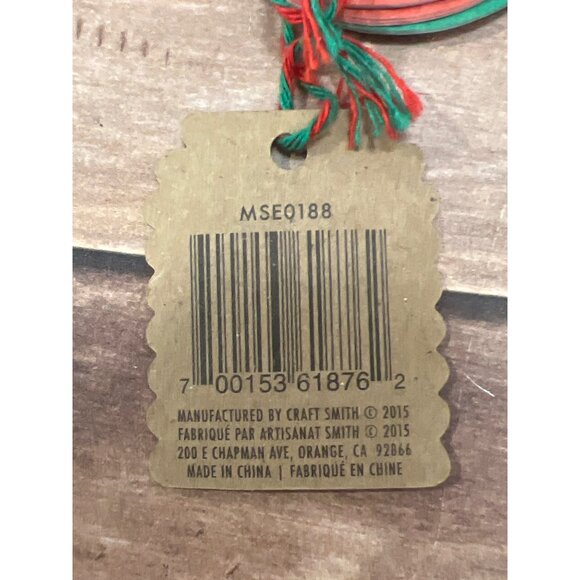 MSE0188
7 00153 61876 2
MANUFACTURED BY CRAFT SMITH © 2015
FABRIQUÉ PAR ARTISANAT SMITH © 2015
200 E CHAPMAN AVE, ORANGE, CA 92866
MADE IN CHINA | FABRIQUÉ EN CHINE